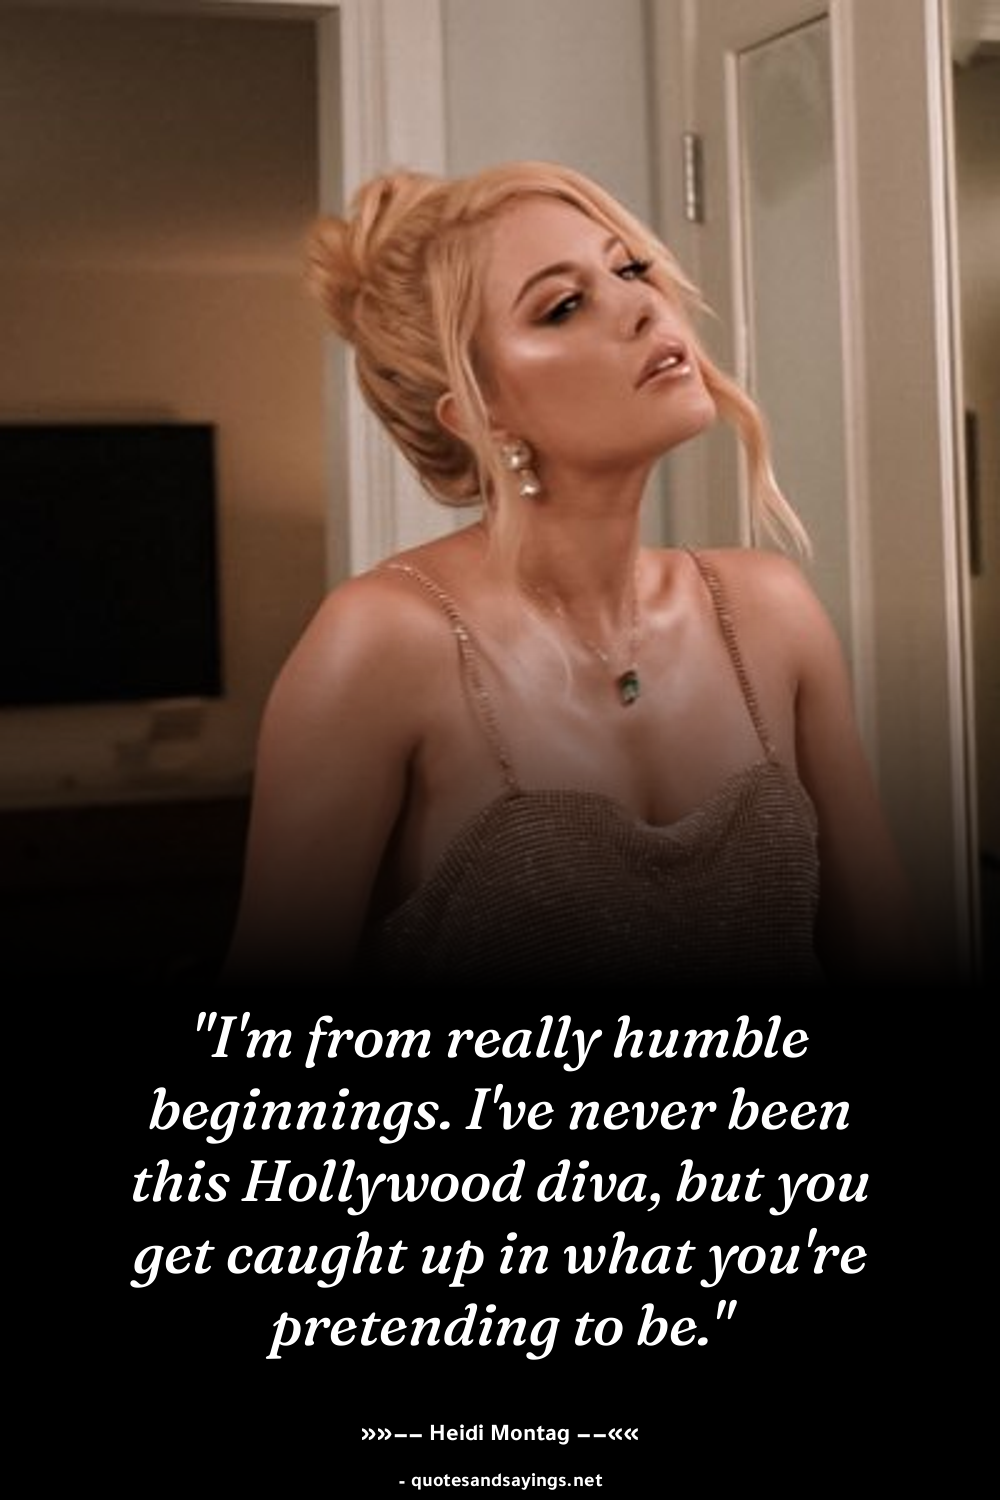 "I'm from really humble
beginnings. I've never been
this Hollywood diva, but you
get caught up in what you're
pretending to be."
»»–– Heidi Montag ––««
- quotesandsayings.net